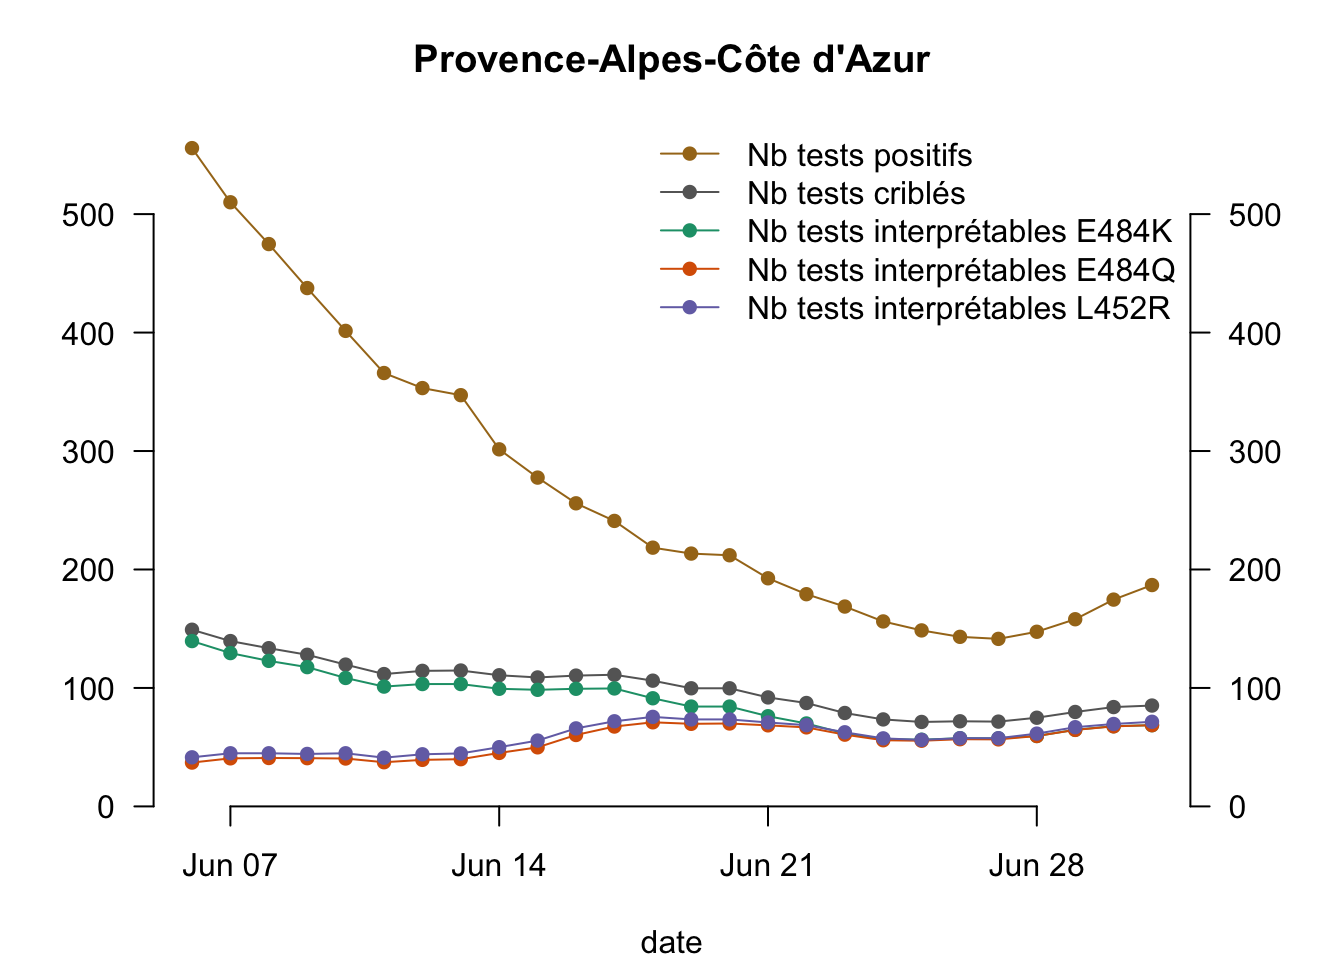 Provence-Alpes-Côte d'Azur
Nb tests positifs
Nb tests criblés
Nb tests interprétables E484K
Nb tests interprétables E484Q
Nb tests interprétables L452R
500 500
400 400
300 300
200 200
100 100
0 0
Jun 07 Jun 14 Jun 21 Jun 28
date